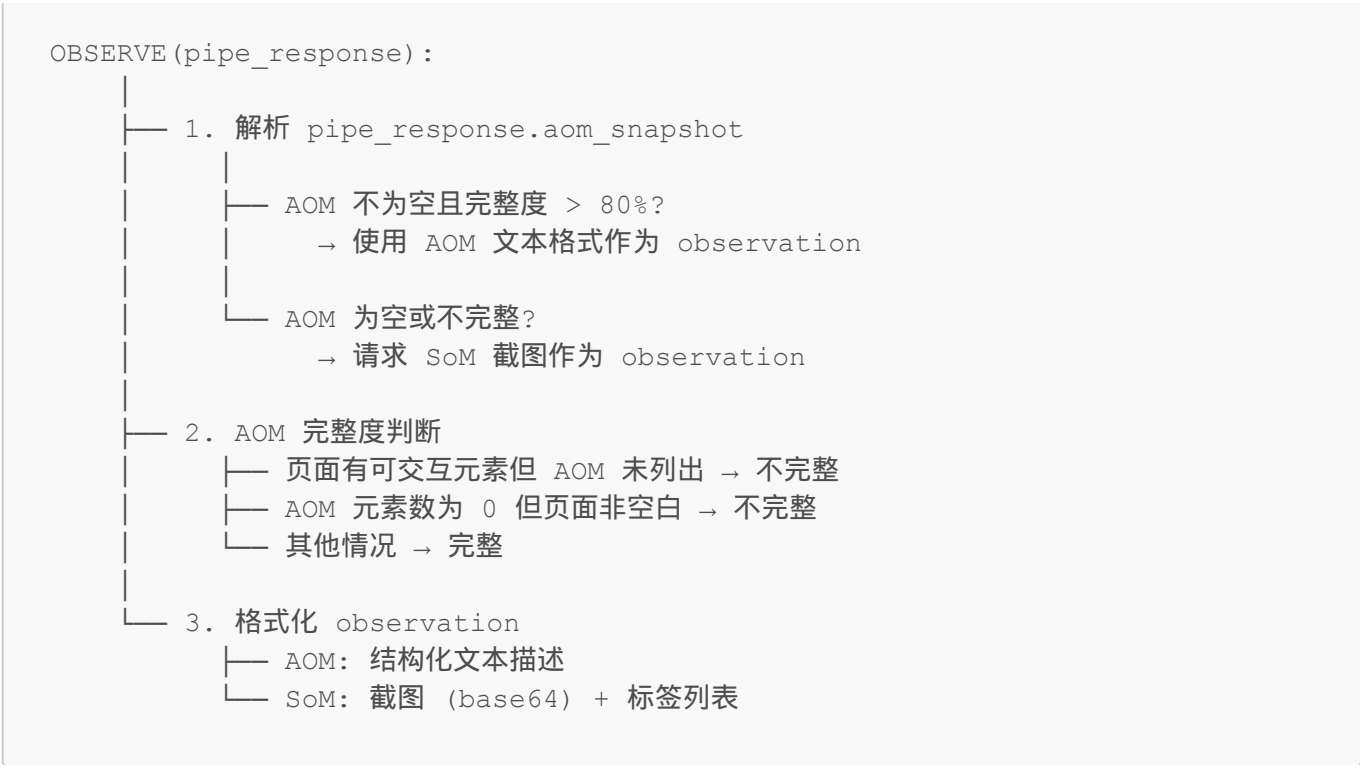 OBSERVE(pipe_response):
│
├── 1. 解析 pipe_response.aom_snapshot
│     │
│     ├── AOM 不为空且完整度 > 80%?
│     │     → 使用 AOM 文本格式作为 observation
│     │
│     └── AOM 为空或不完整?
│           → 请求 SoM 截图作为 observation
│
├── 2. AOM 完整度判断
│     ├── 页面有可交互元素但 AOM 未列出 → 不完整
│     ├── AOM 元素数为 0 但页面非空白 → 不完整
│     └── 其他情况 → 完整
│
└── 3. 格式化 observation
      ├── AOM: 结构化文本描述
      └── SoM: 截图 (base64) + 标签列表